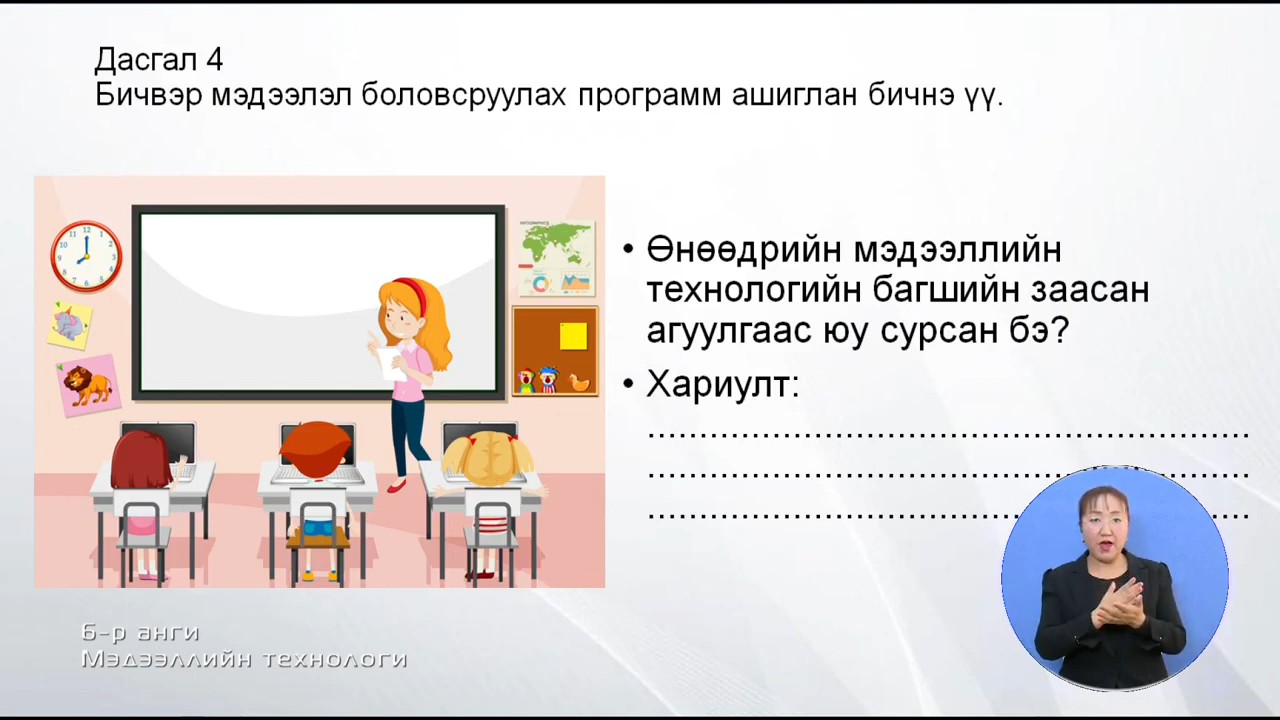 Дасгал 4
Бичвэр мэдээлэл боловсруулах программ ашиглан бичнэ үү.
• Өнөөдрийн мэдээллийн
технологийн багшийн заасан
агуулгаас юу сурсан бэ?
• Хариулт:
..........................................................
..........................................................
..........................................................
6-р анги
Мэдээллийн технологи